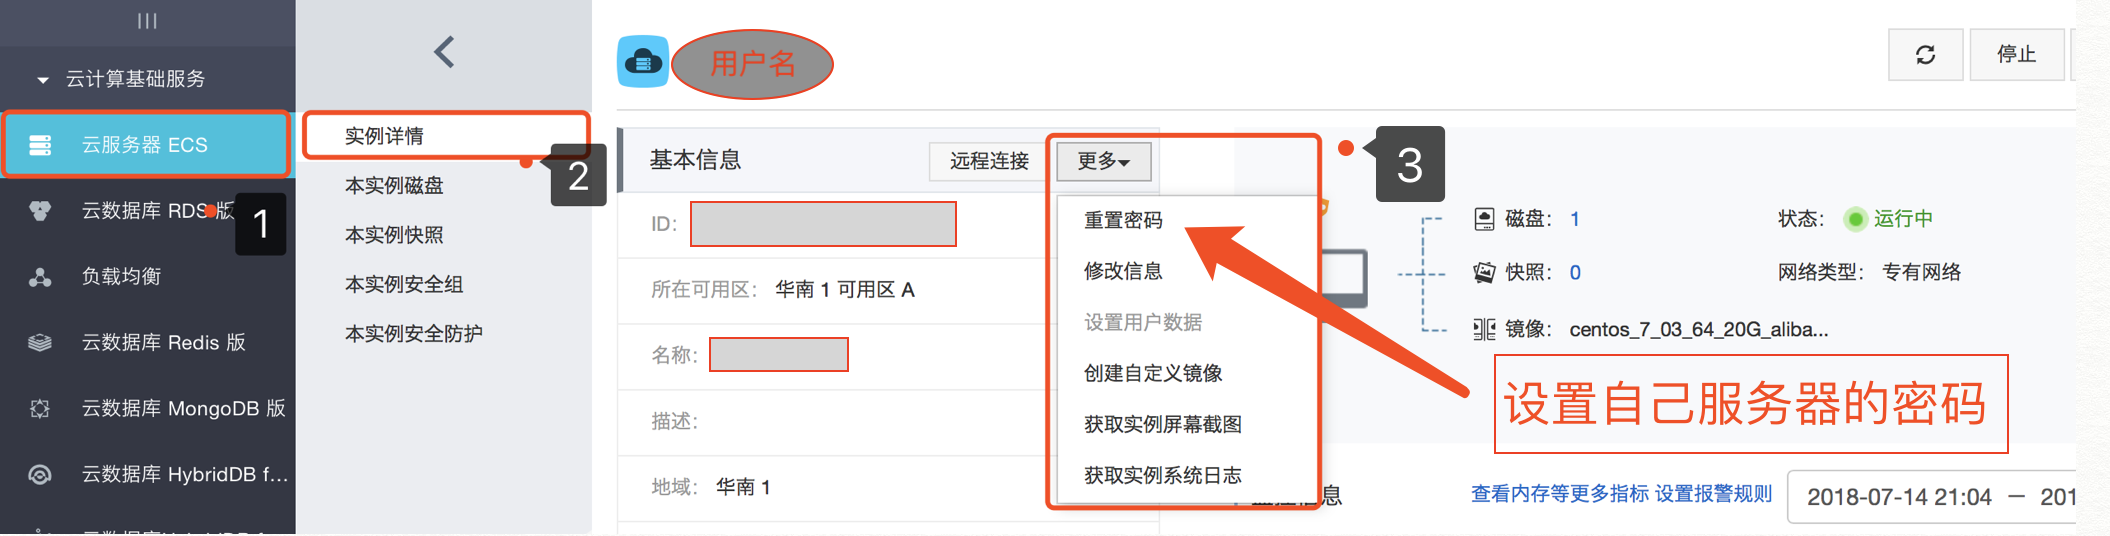 云计算基础服务
云服务器 ECS
云数据库 RDS 版
1
负载均衡
云数据库 Redis 版
云数据库 MongoDB 版
云数据库 HybridDB f...
实例详情
2
本实例磁盘
本实例快照
本实例安全组
本实例安全防护
用户名
停止
基本信息
远程连接
更多
ID:
所在可用区: 华南 1 可用区 A
名称:
描述:
地域: 华南 1
重置密码
修改信息
设置用户数据
创建自定义镜像
获取实例屏幕截图
获取实例系统日志
3
磁盘: 1
状态: 运行中
快照: 0
网络类型: 专有网络
镜像: centos_7_03_64_20G_aliba...
设置自己服务器的密码
查看内存等更多指标 设置报警规则
2018-07-14 21:04 — 201